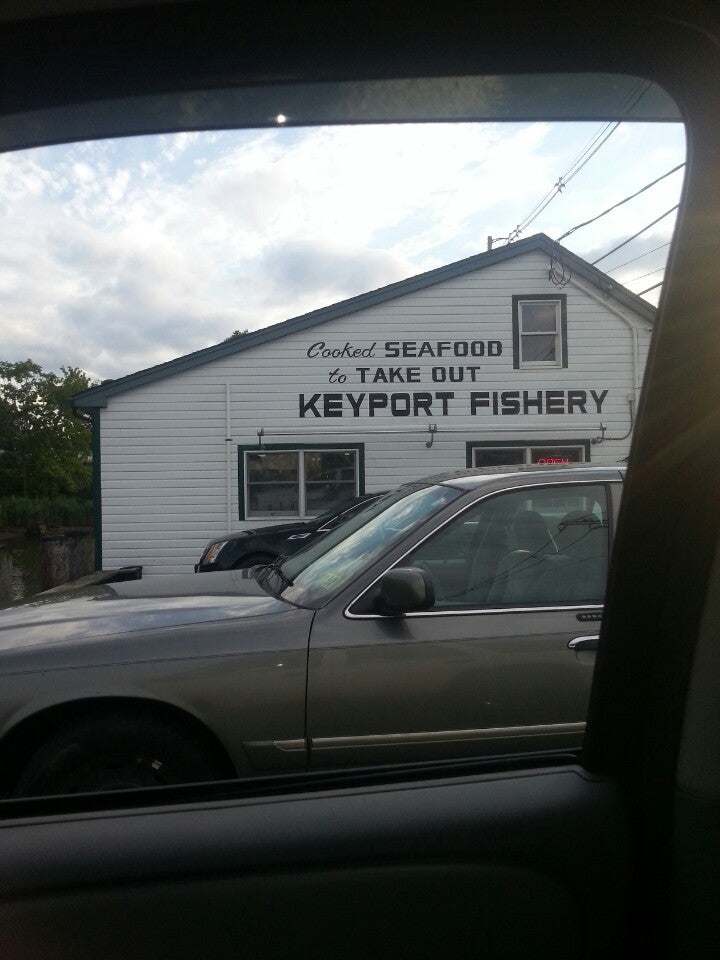 Cooked SEAFOOD
to TAKE OUT
KEYPORT FISHERY
OPEN